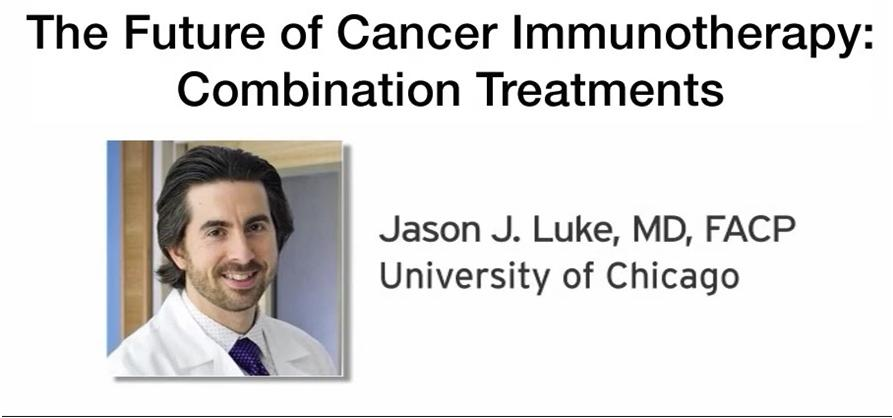 The Future of Cancer Immunotherapy:
Combination Treatments
Jason J. Luke, MD, FACP
University of Chicago